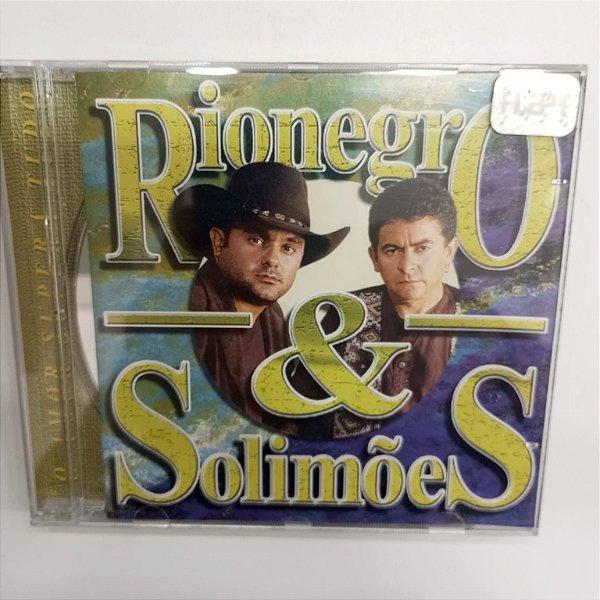 O AMOR SUPERA TUDO
RionegrO
&
SolimõeS